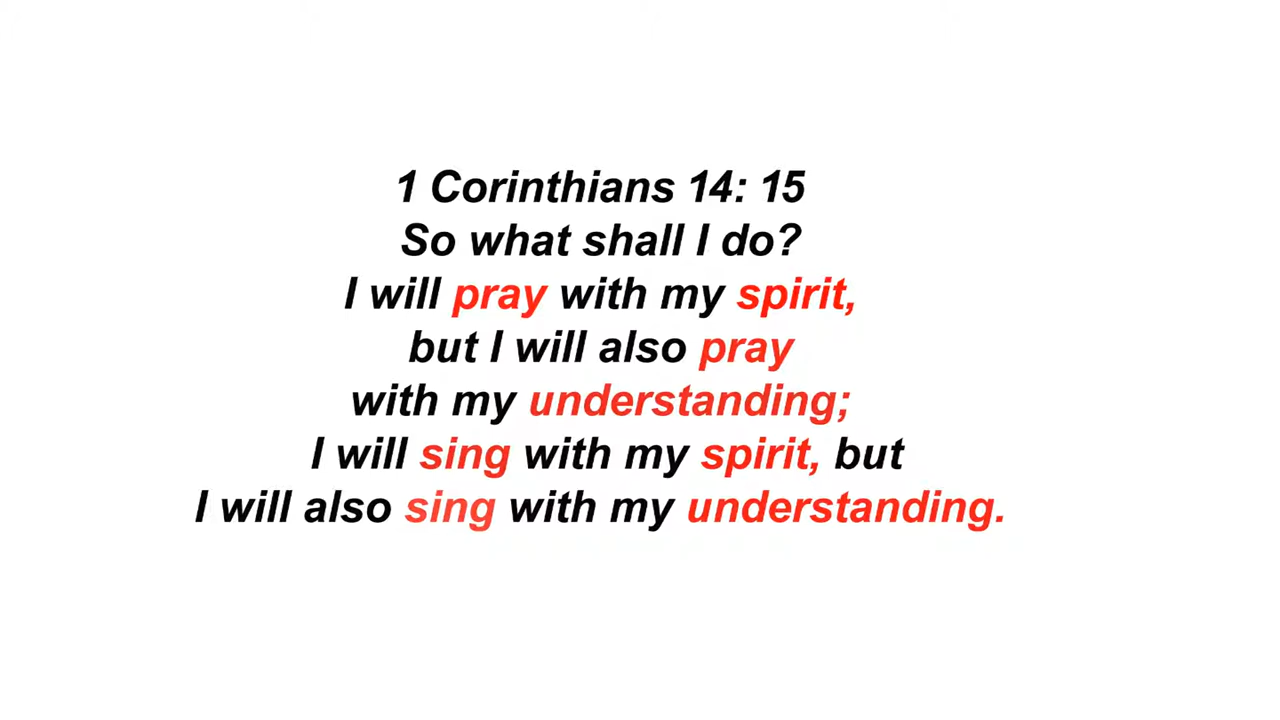 1 Corinthians 14: 15
So what shall I do?
I will pray with my spirit,
but I will also pray
with my understanding;
I will sing with my spirit, but
I will also sing with my understanding.